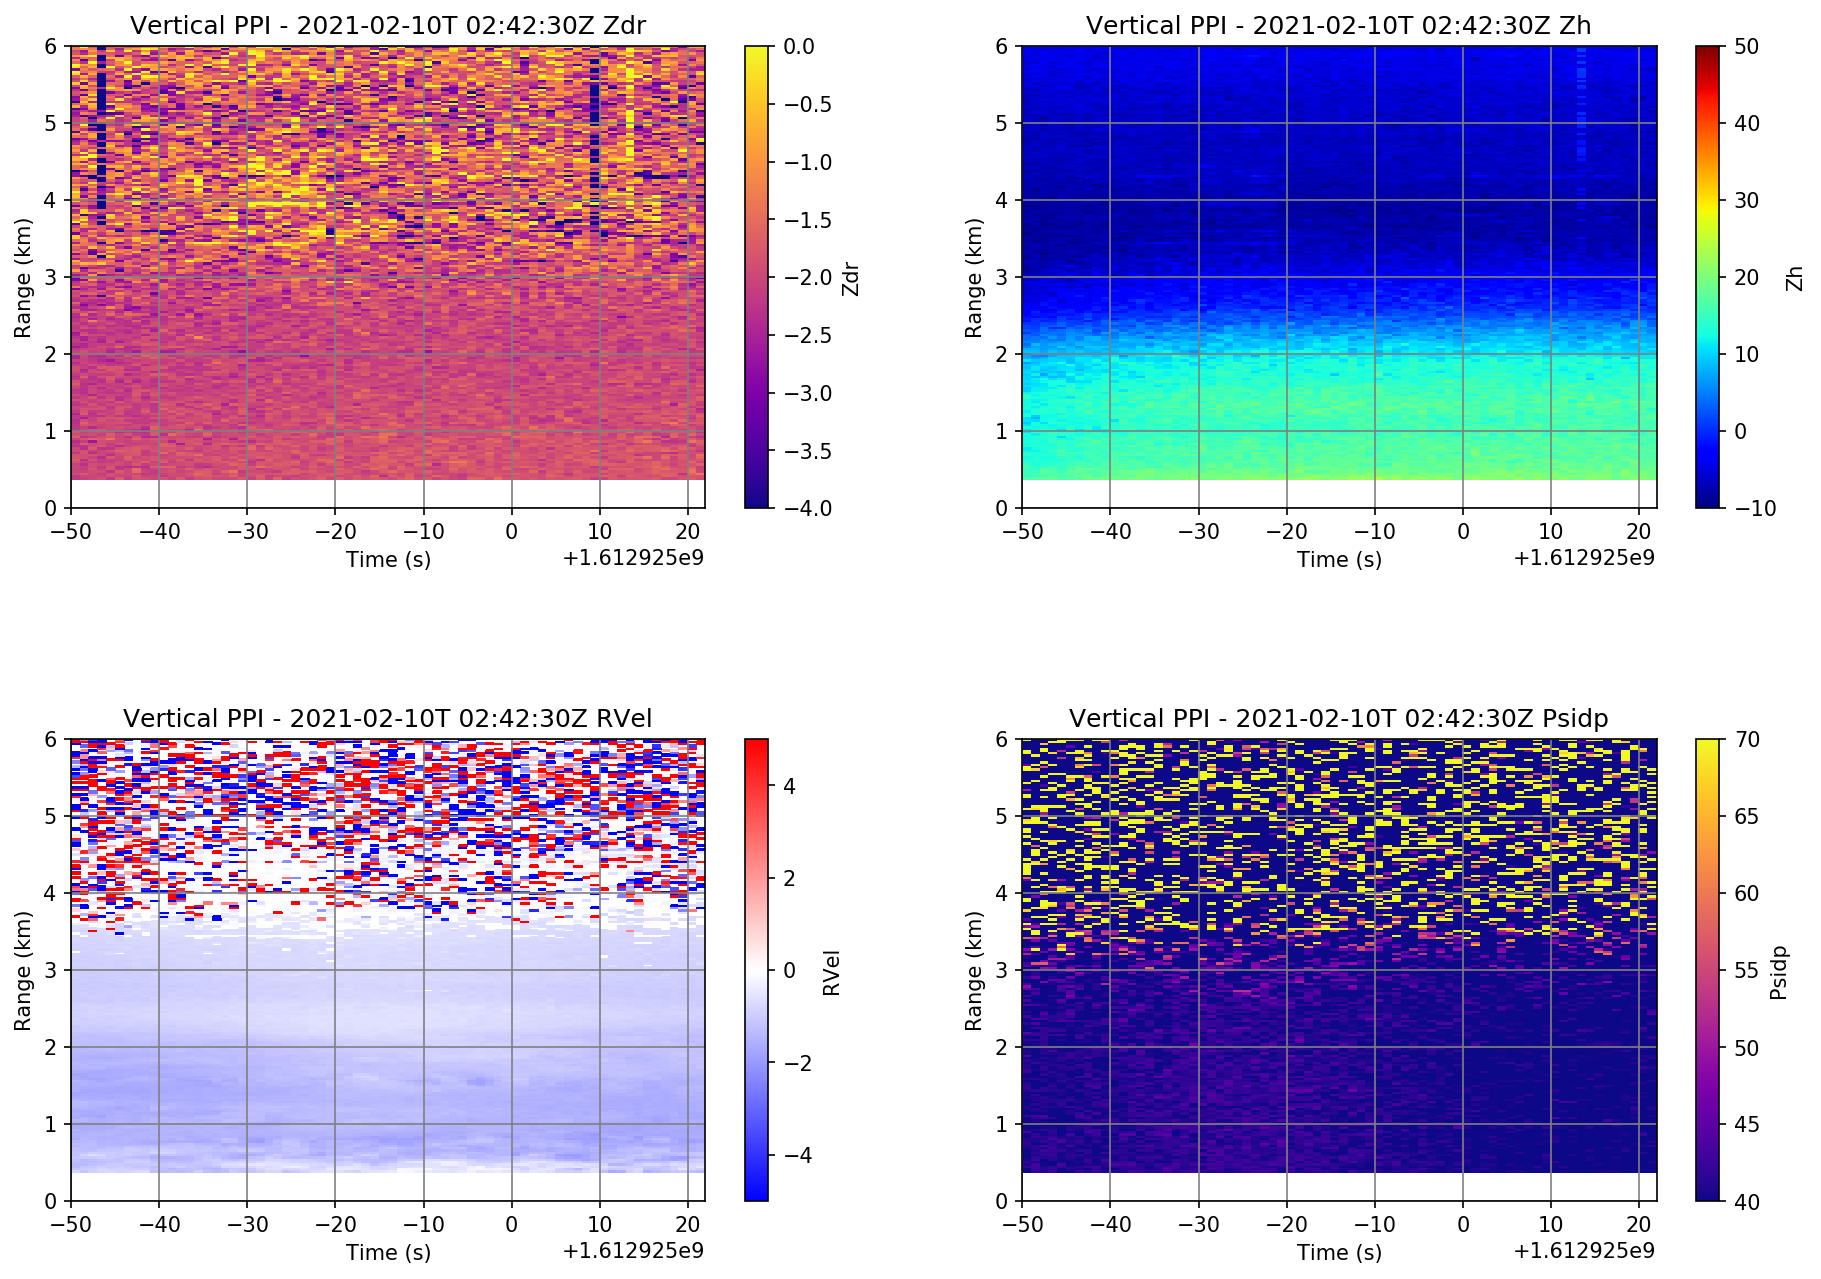 Vertical PPI - 2021-02-10T 02:42:30Z Zdr
6
5
4
3
2
1
0
Range (km)
−50 −40 −30 −20 −10 0 10 20
Time (s)
+1.612925e9
0.0
−0.5
−1.0
−1.5
−2.0
−2.5
−3.0
−3.5
−4.0
Zdr
Vertical PPI - 2021-02-10T 02:42:30Z Zh
6
5
4
3
2
1
0
Range (km)
−50 −40 −30 −20 −10 0 10 20
Time (s)
+1.612925e9
50
40
30
20
10
0
−10
Zh
Vertical PPI - 2021-02-10T 02:42:30Z RVel
6
5
4
3
2
1
0
Range (km)
−50 −40 −30 −20 −10 0 10 20
Time (s)
+1.612925e9
4
2
0
−2
−4
RVel
Vertical PPI - 2021-02-10T 02:42:30Z Psidp
6
5
4
3
2
1
0
Range (km)
−50 −40 −30 −20 −10 0 10 20
Time (s)
+1.612925e9
70
65
60
55
50
45
40
Psidp